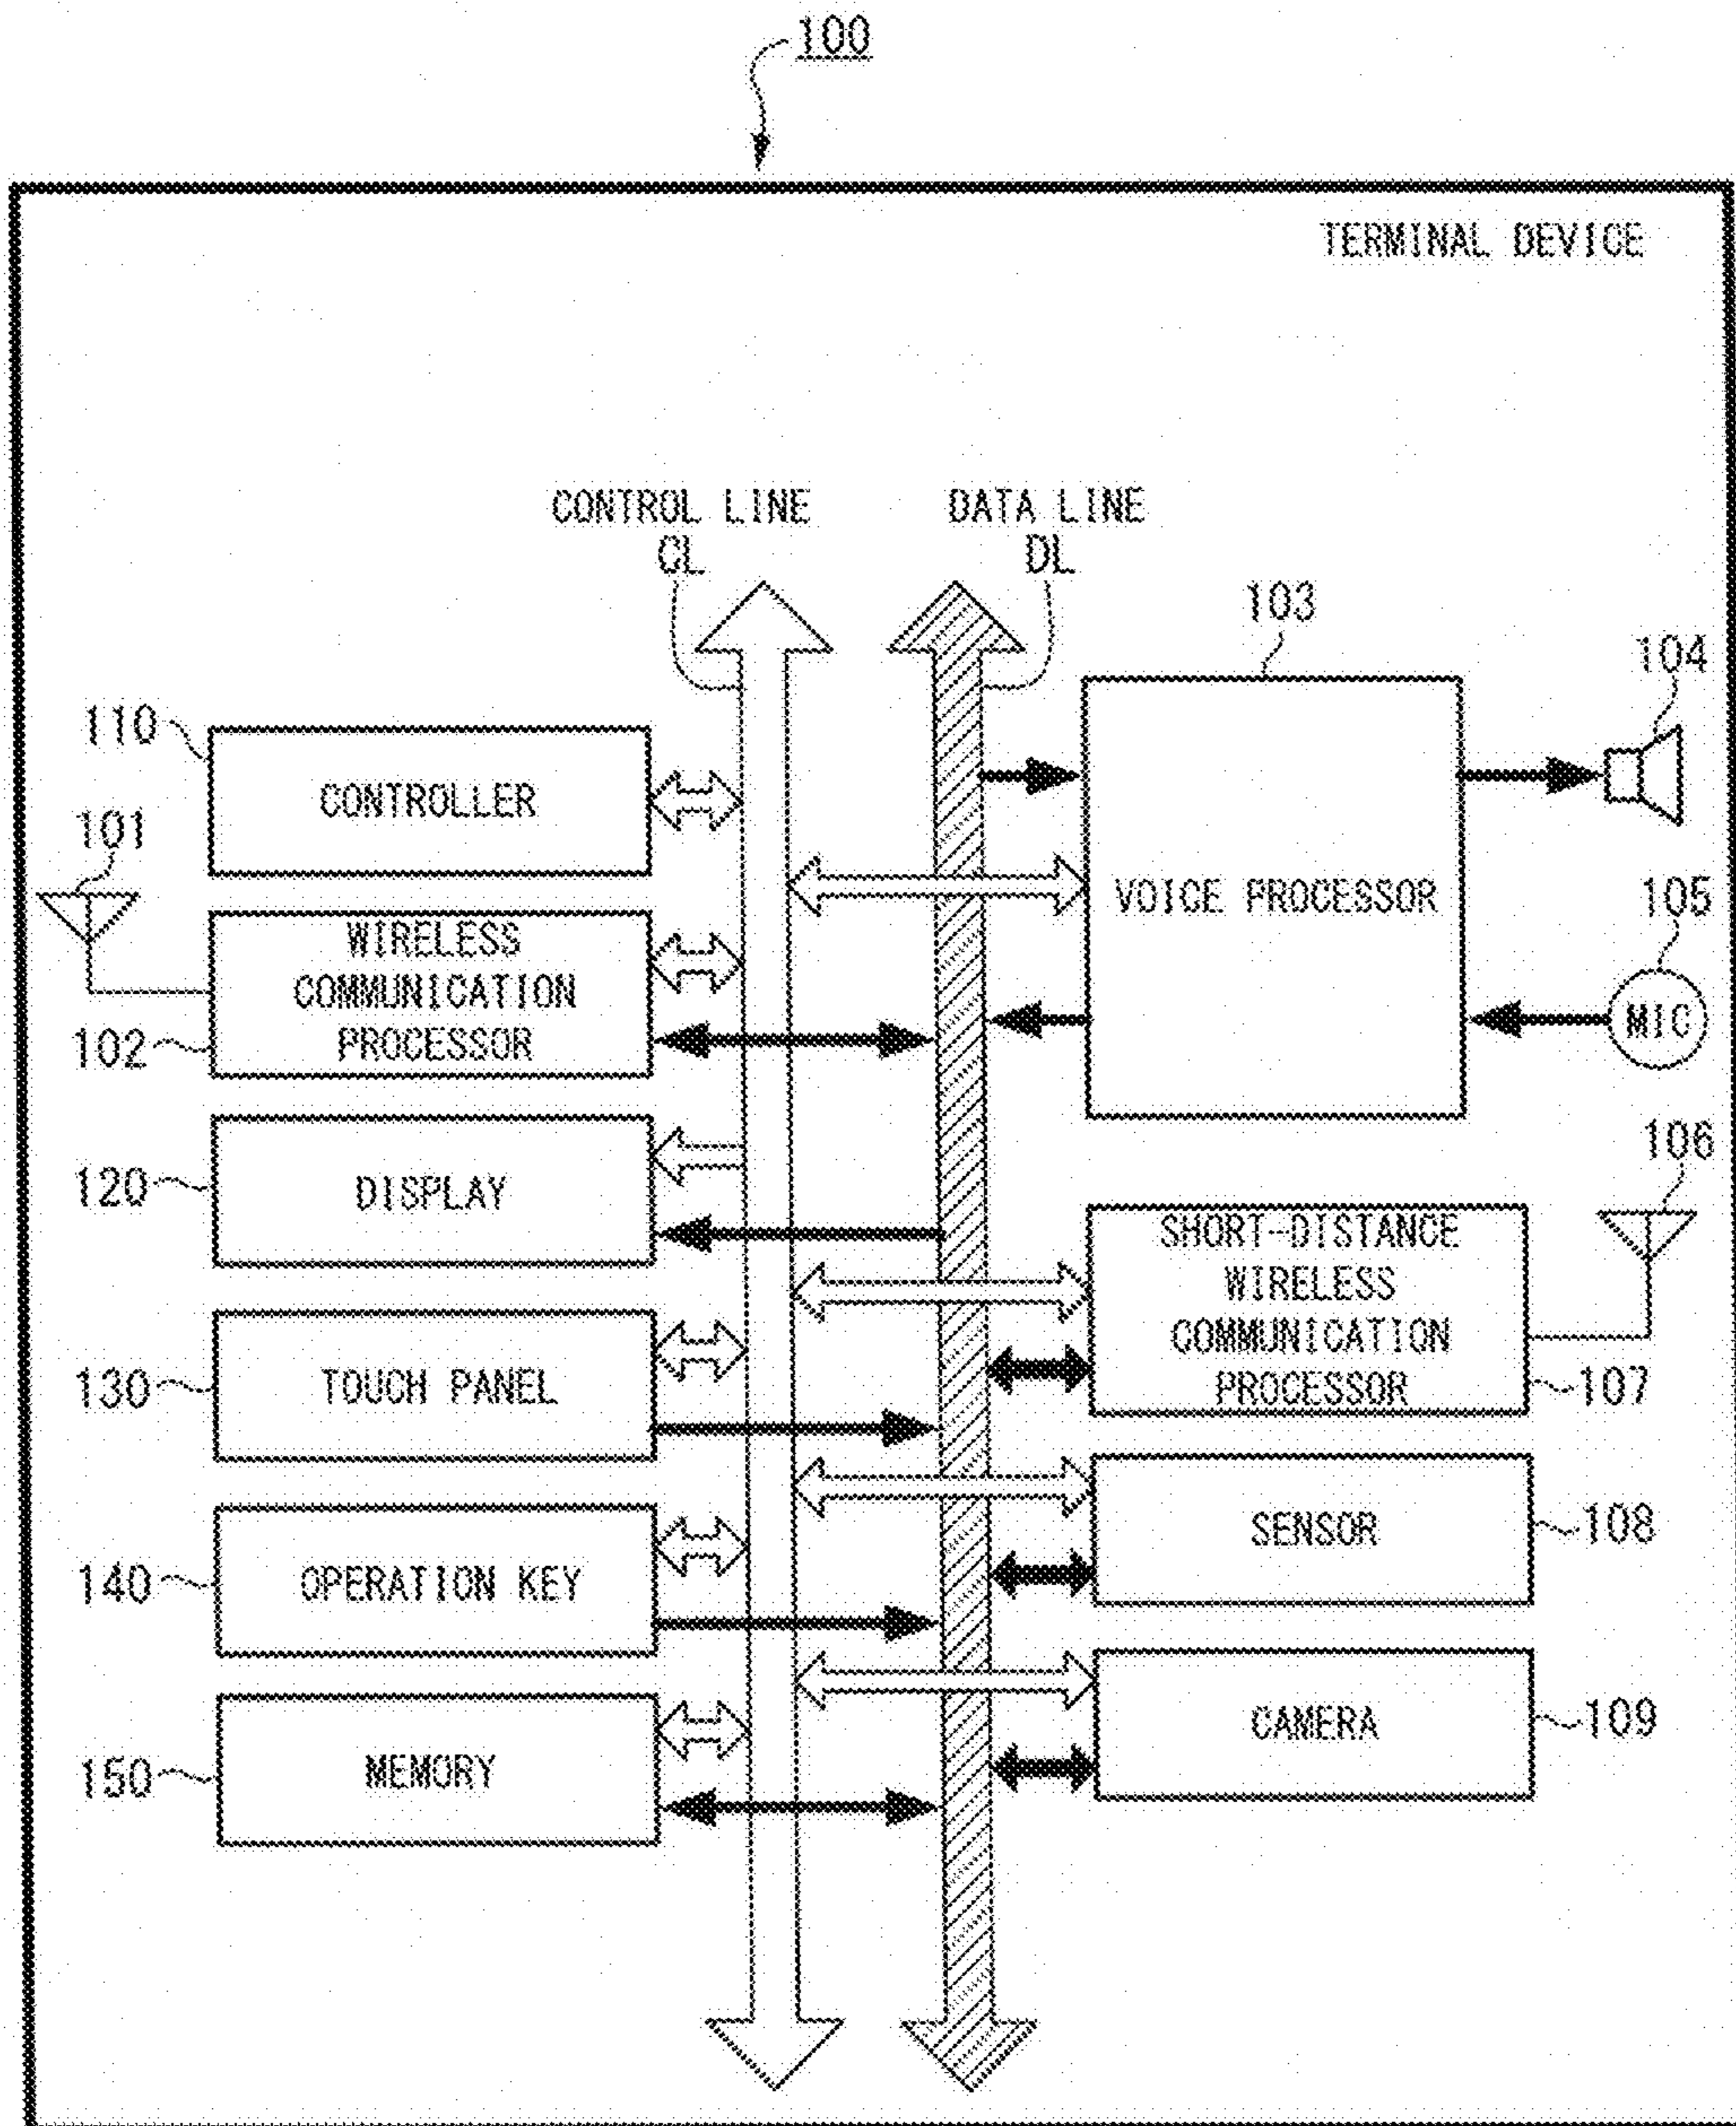 100
TERMINAL DEVICE
CONTROL LINE
CL
DATA LINE
DL
103
104
110
CONTROLLER
101
VOICE PROCESSOR
105
MIC
WIRELESS
COMMUNICATION
PROCESSOR
102
106
120
DISPLAY
SHORT-DISTANCE
WIRELESS
COMMUNICATION
PROCESSOR
107
130
TOUCH PANEL
SENSOR
108
140
OPERATION KEY
CAMERA
109
150
MEMORY